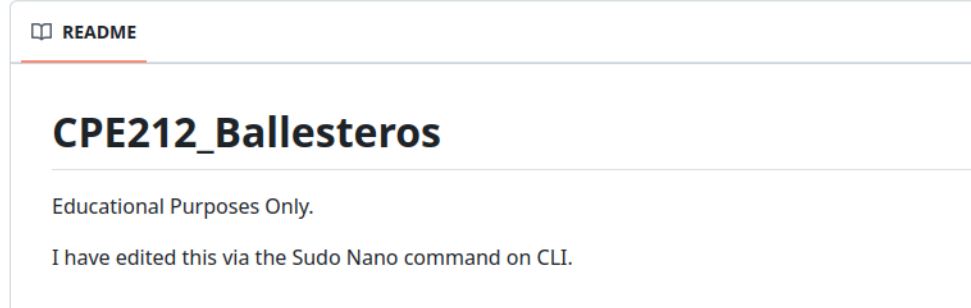 README
CPE212_Ballesteros
Educational Purposes Only.
I have edited this via the Sudo Nano command on CLI.